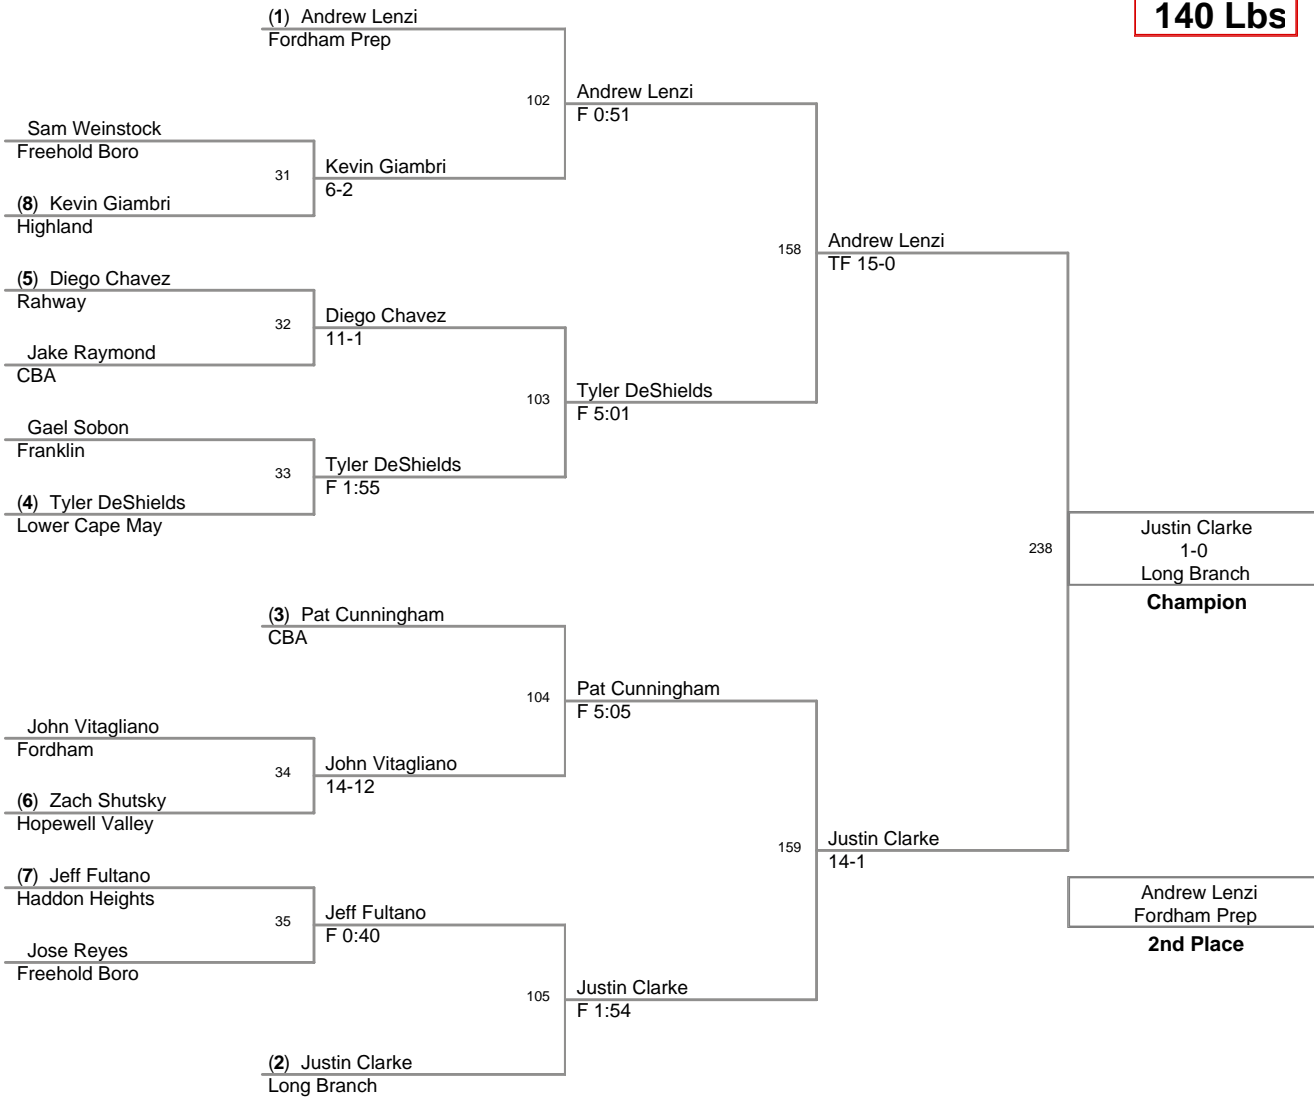 140 Lbs
(1) Andrew Lenzi
Fordham Prep
102
Andrew Lenzi
F 0:51
Sam Weinstock
Freehold Boro
31
Kevin Giambri
6-2
(8) Kevin Giambri
Highland
158
Andrew Lenzi
TF 15-0
(5) Diego Chavez
Rahway
32
Diego Chavez
11-1
Jake Raymond
CBA
103
Tyler DeShields
F 5:01
Gael Sobon
Franklin
33
Tyler DeShields
F 1:55
(4) Tyler DeShields
Lower Cape May
238
Justin Clarke
1-0
Long Branch
Champion
(3) Pat Cunningham
CBA
104
Pat Cunningham
F 5:05
John Vitagliano
Fordham
34
John Vitagliano
14-12
(6) Zach Shutsky
Hopewell Valley
159
Justin Clarke
14-1
(7) Jeff Fultano
Haddon Heights
35
Jeff Fultano
F 0:40
Jose Reyes
Freehold Boro
Andrew Lenzi
Fordham Prep
2nd Place
105
Justin Clarke
F 1:54
(2) Justin Clarke
Long Branch